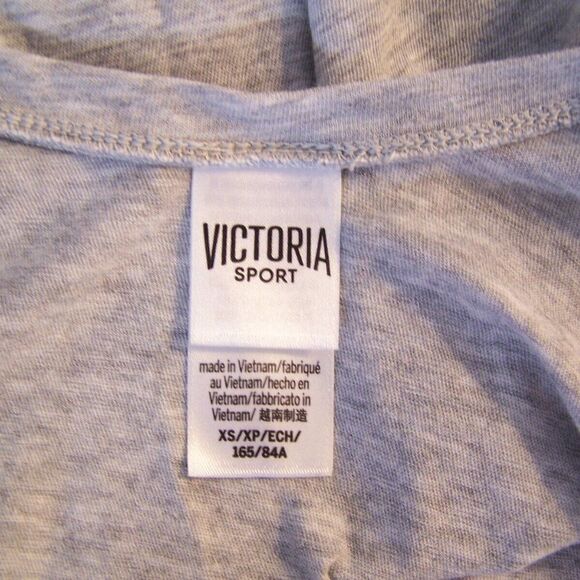 VICTORIA
SPORT
made in Vietnam/fabriqué
au Vietnam/hecho en
Vietnam/fabbricato in
Vietnam/ 越南制造
XS/XP/ECH/
165/84A